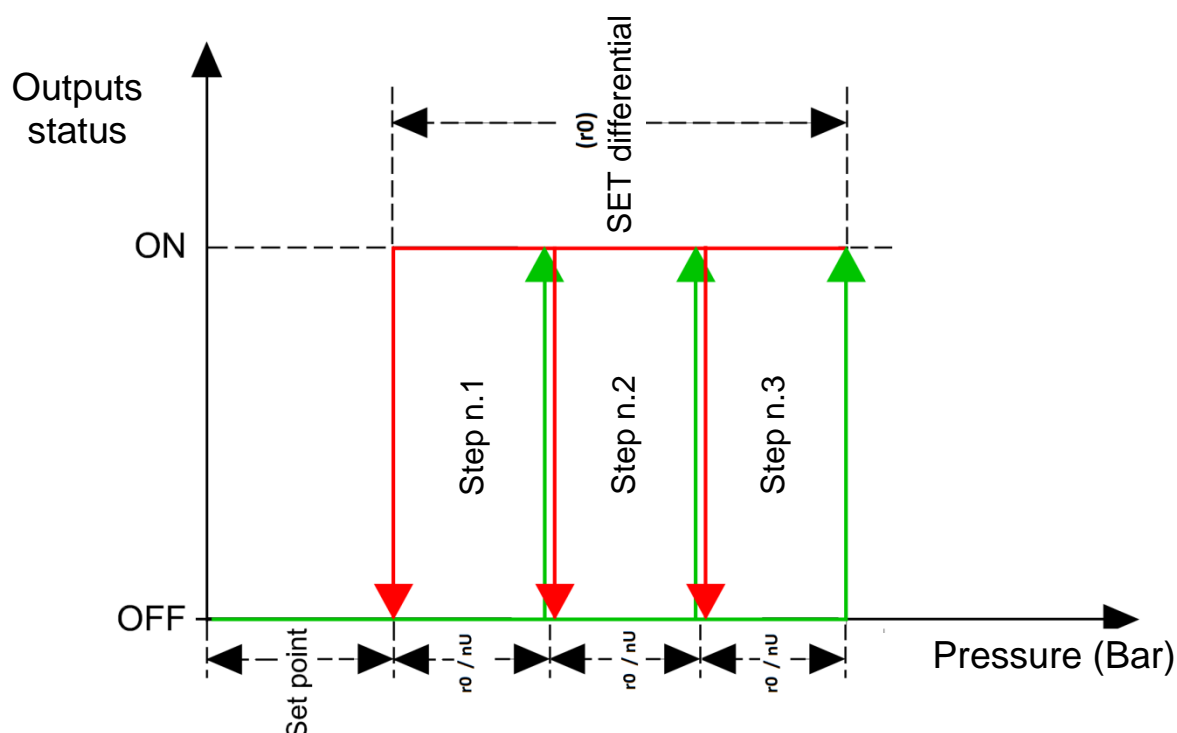 Outputs
status
(r0)
SET differential
ON
Step n.1
Step n.2
Step n.3
OFF
Set point
r0 / nU
r0 / nU
r0 / nU
Pressure (Bar)